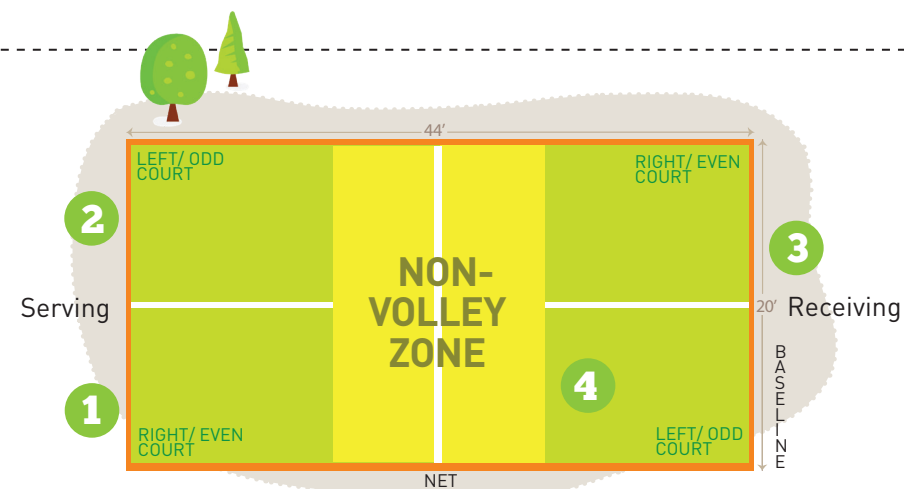 44′
LEFT/ ODD
COURT
RIGHT/ EVEN
COURT
2
3
NON-
VOLLEY
ZONE
Serving
20′
Receiving
4
1
BASELINE
RIGHT/ EVEN
COURT
LEFT/ ODD
COURT
NET